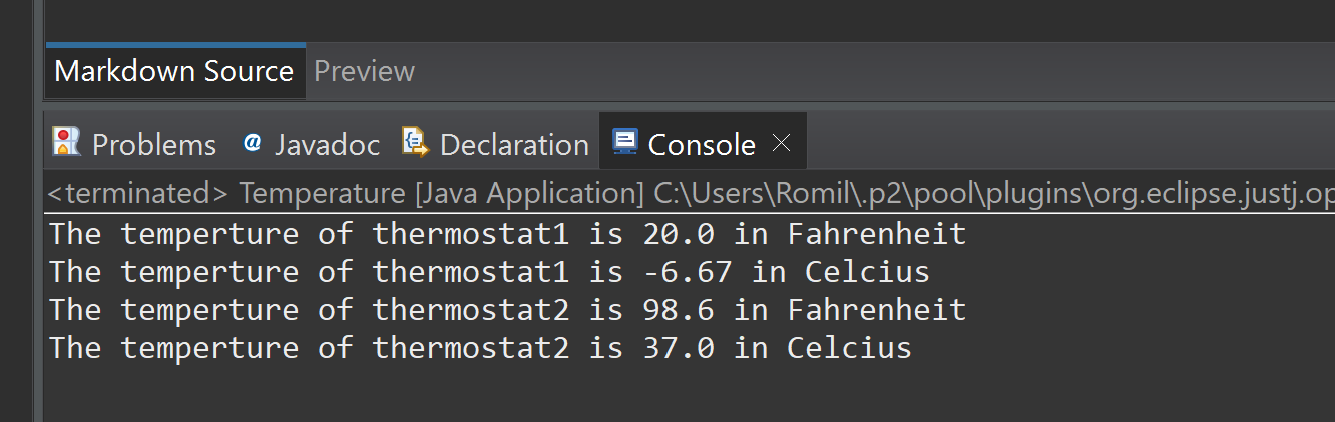 Markdown Source Preview
Problems @ Javadoc Declaration Console
<terminated> Temperature [Java Application] C:\Users\Romil\.p2\pool\plugins\org.eclipse.justj.op
The temperture of thermostat1 is 20.0 in Fahrenheit
The temperture of thermostat1 is -6.67 in Celcius
The temperture of thermostat2 is 98.6 in Fahrenheit
The temperture of thermostat2 is 37.0 in Celcius